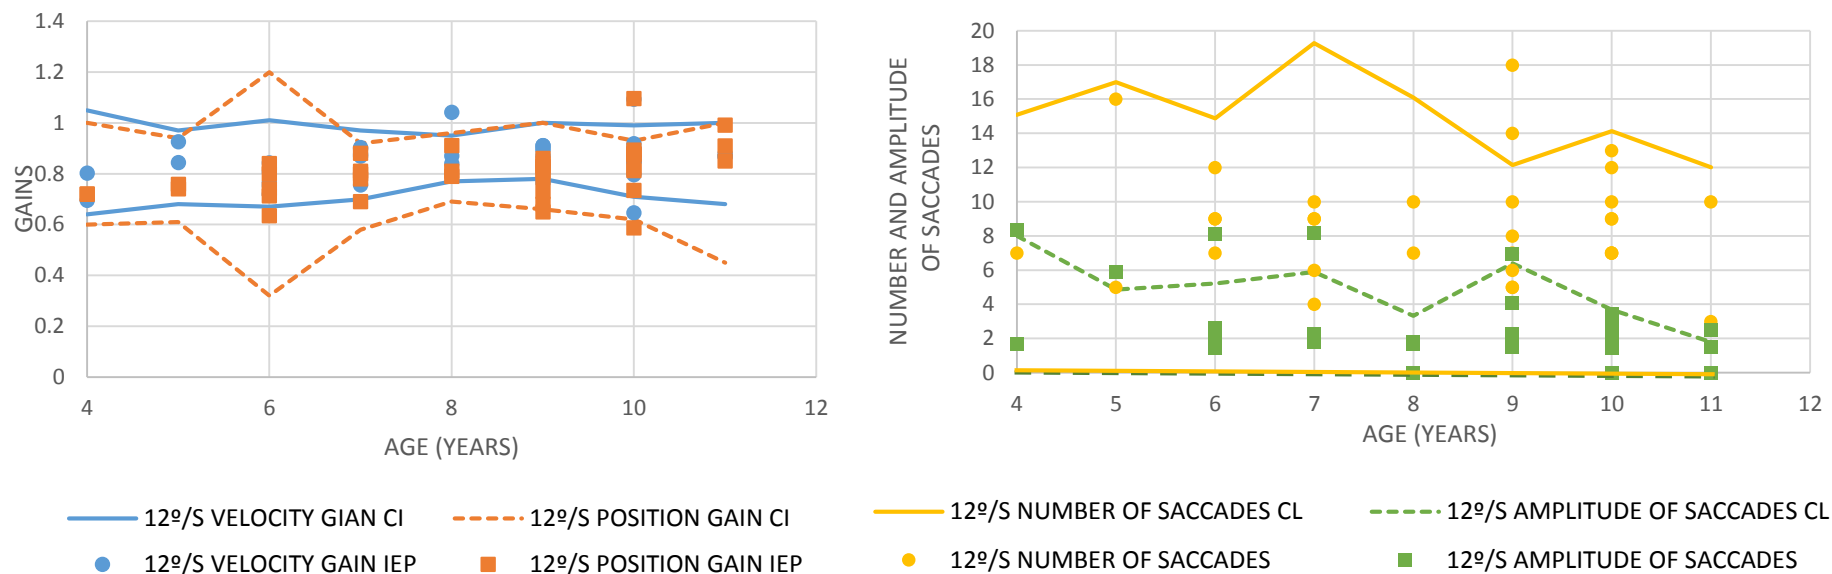 1.4
1.2
1
0.8
0.6
0.4
0.2
0
GAINS
4
6
8
10
12
AGE (YEARS)
12º/S VELOCITY GIAN CI
12º/S POSITION GAIN CI
12º/S VELOCITY GAIN IEP
12º/S POSITION GAIN IEP
20
18
16
14
12
10
8
6
4
2
0
NUMBER AND AMPLITUDE
OF SACCADES
4
5
6
7
8
9
10
11
12
AGE (YEARS)
12º/S NUMBER OF SACCADES CL
12º/S AMPLITUDE OF SACCADES CL
12º/S NUMBER OF SACCADES
12º/S AMPLITUDE OF SACCADES